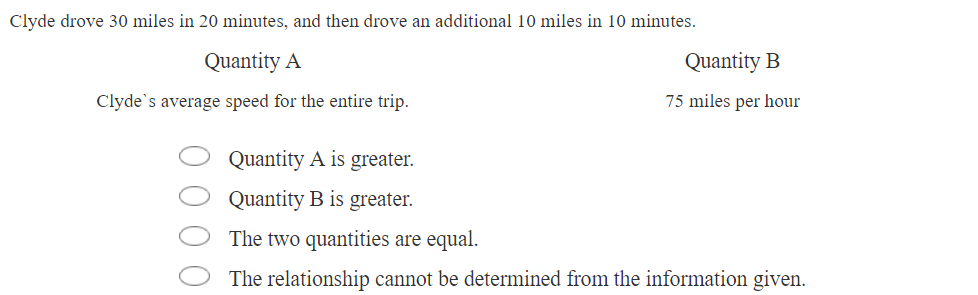 Clyde drove 30 miles in 20 minutes, and then drove an additional 10 miles in 10 minutes.
Quantity A Quantity B
Clyde`s average speed for the entire trip. 75 miles per hour
Quantity A is greater.
Quantity B is greater.
The two quantities are equal.
The relationship cannot be determined from the information given.